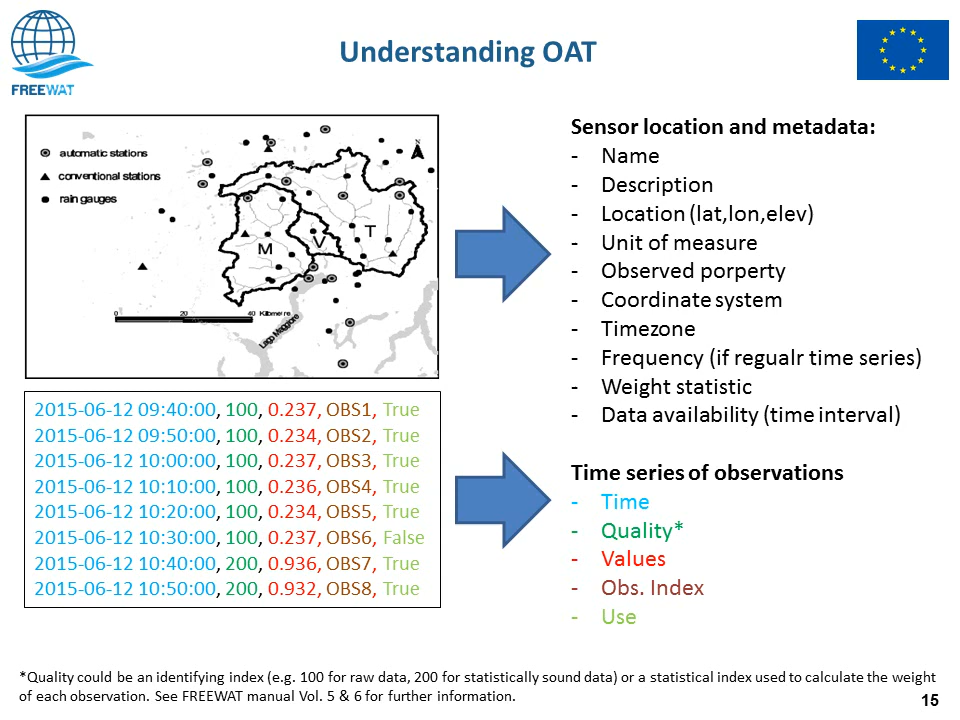 Understanding OAT
FREEWAT
automatic stations
conventional stations
rain gauges
N
M
V
T
0 20 40 Kilometre
Lago Maggiore
Sensor location and metadata:
- Name
- Description
- Location (lat,lon,elev)
- Unit of measure
- Observed porperty
- Coordinate system
- Timezone
- Frequency (if regualr time series)
- Weight statistic
- Data availability (time interval)
2015-06-12 09:40:00, 100, 0.237, OBS1, True
2015-06-12 09:50:00, 100, 0.234, OBS2, True
2015-06-12 10:00:00, 100, 0.237, OBS3, True
2015-06-12 10:10:00, 100, 0.236, OBS4, True
2015-06-12 10:20:00, 100, 0.234, OBS5, True
2015-06-12 10:30:00, 100, 0.237, OBS6, False
2015-06-12 10:40:00, 200, 0.936, OBS7, True
2015-06-12 10:50:00, 200, 0.932, OBS8, True
Time series of observations
- Time
- Quality*
- Values
- Obs. Index
- Use
*Quality could be an identifying index (e.g. 100 for raw data, 200 for statistically sound data) or a statistical index used to calculate the weight
of each observation. See FREEWAT manual Vol. 5 & 6 for further information.
15